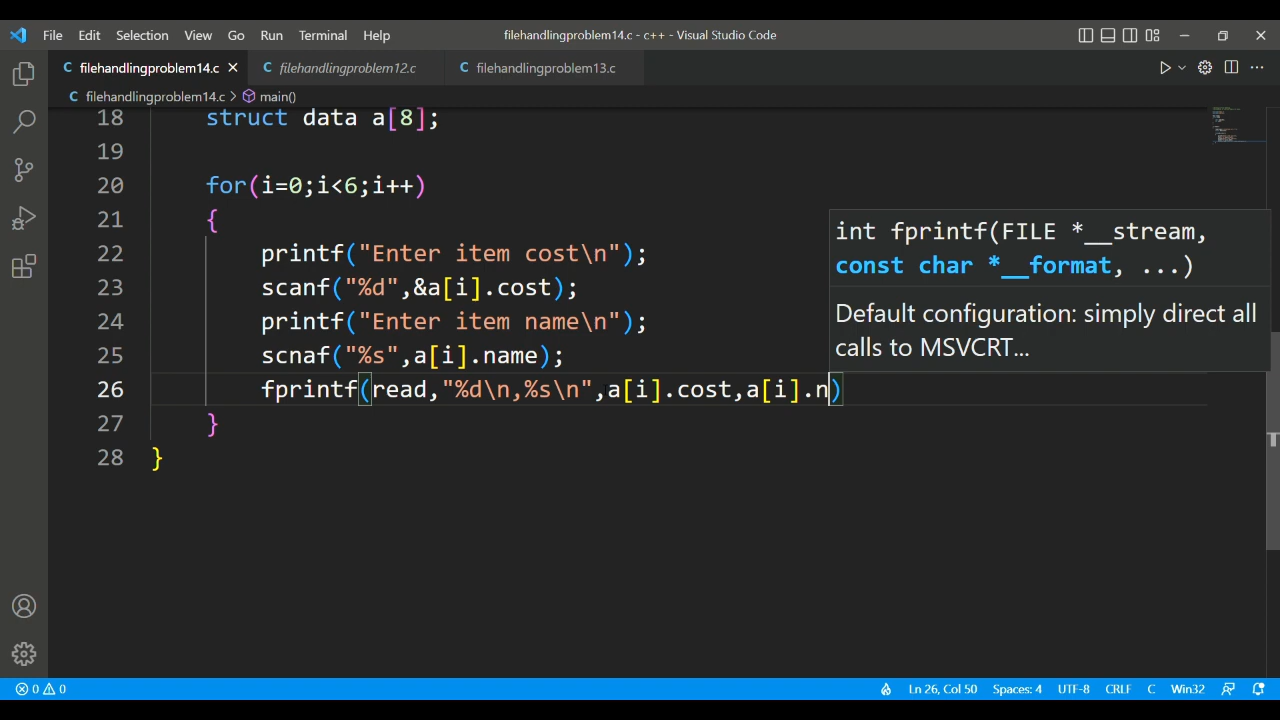 File Edit Selection View Go Run Terminal Help filehandlingproblem14.c - c++ - Visual Studio Code
C filehandlingproblem14.c × C filehandlingproblem12.c C filehandlingproblem13.c
C filehandlingproblem14.c > main()
18 struct data a[8];
19
20 for(i=0;i<6;i++)
21 {
22 printf("Enter item cost\n");
23 scanf("%d",&a[i].cost);
24 printf("Enter item name\n");
25 scnaf("%s",a[i].name);
26 fprintf(read,"%d\n,%s\n",a[i].cost,a[i].n)
27 }
28 }
int fprintf(FILE *__stream,
const char *__format, ...)
Default configuration: simply direct all
calls to MSVCRT...
0 0 Ln 26, Col 50 Spaces: 4 UTF-8 CRLF C Win32